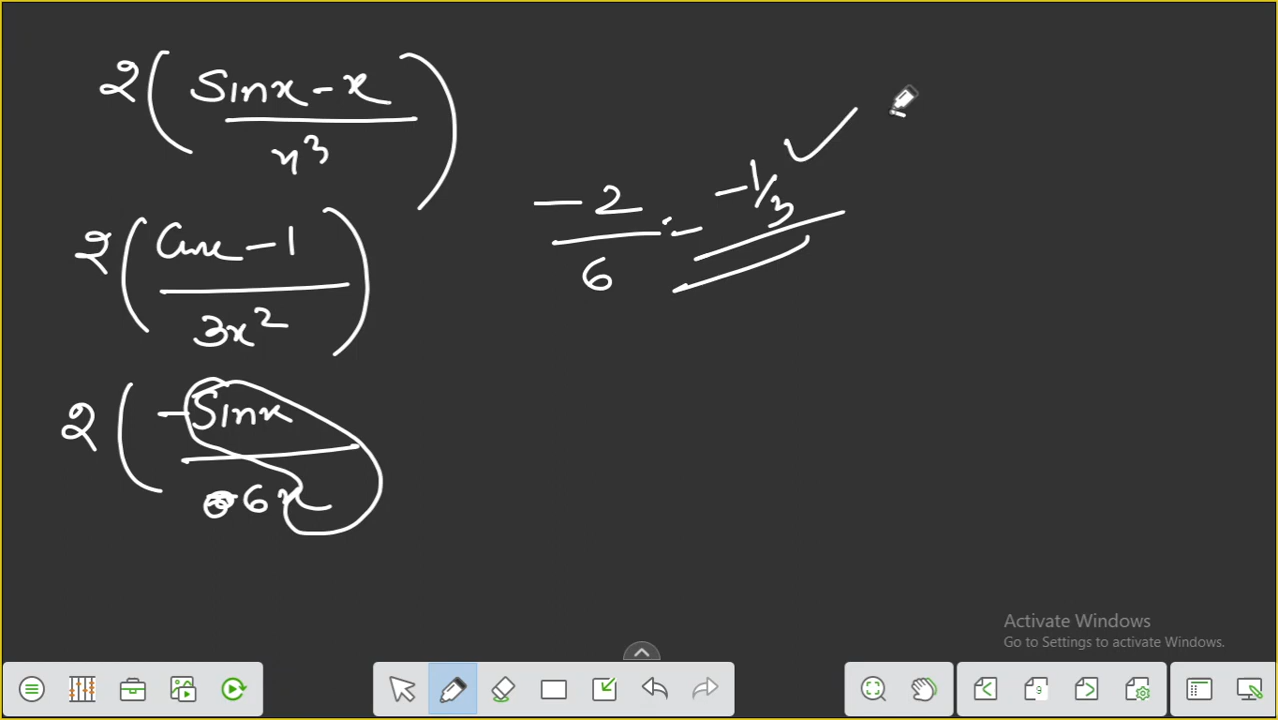 2(
sinx - x
x³
)
2(
cosx - 1
3x²
)
2(
-sinx
6x
-2
6
= -1/3
Activate Windows
Go to Settings to activate Windows.
9